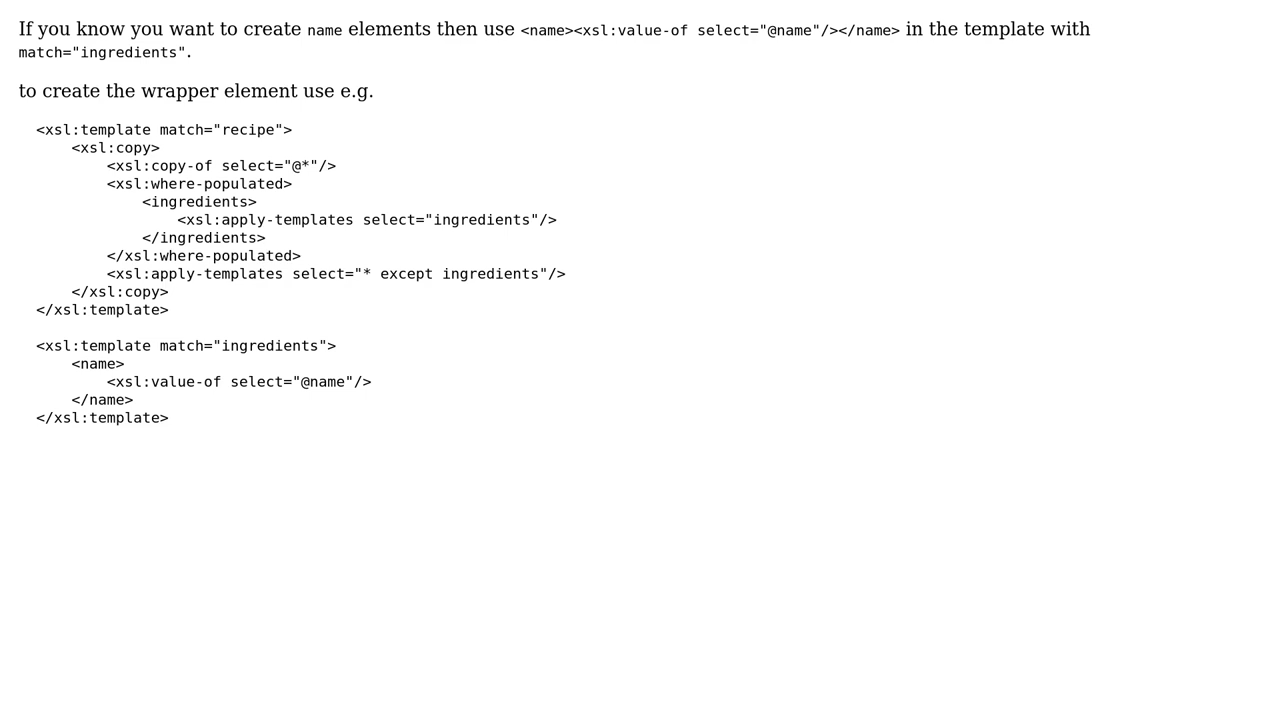 If you know you want to create name elements then use <name><xsl:value-of select="@name"/></name> in the template with
match="ingredients".
to create the wrapper element use e.g.
<xsl:template match="recipe">
<xsl:copy>
<xsl:copy-of select="@*"/>
<xsl:where-populated>
<ingredients>
<xsl:apply-templates select="ingredients"/>
</ingredients>
</xsl:where-populated>
<xsl:apply-templates select="* except ingredients"/>
</xsl:copy>
</xsl:template>
<xsl:template match="ingredients">
<name>
<xsl:value-of select="@name"/>
</name>
</xsl:template>